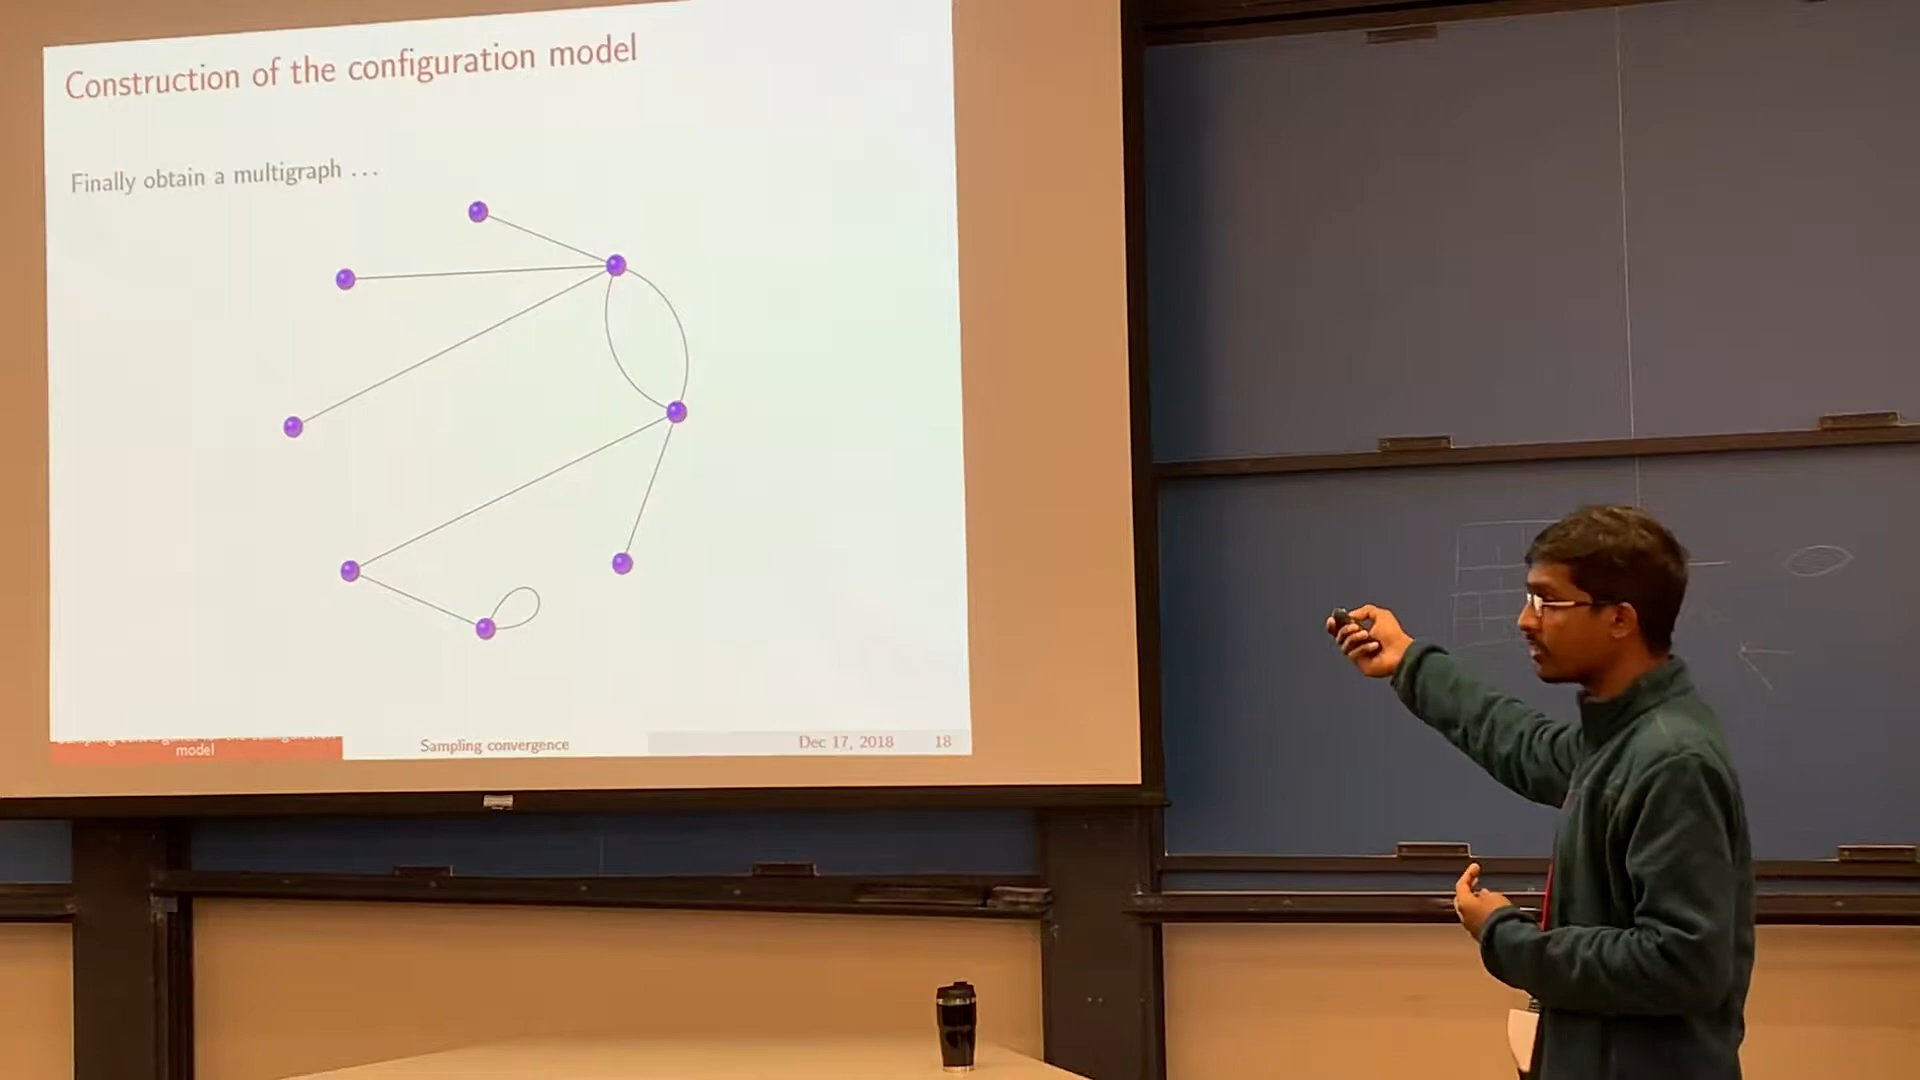 Construction of the configuration model
Finally obtain a multigraph ...
model
Sampling convergence
Dec 17, 2018
18